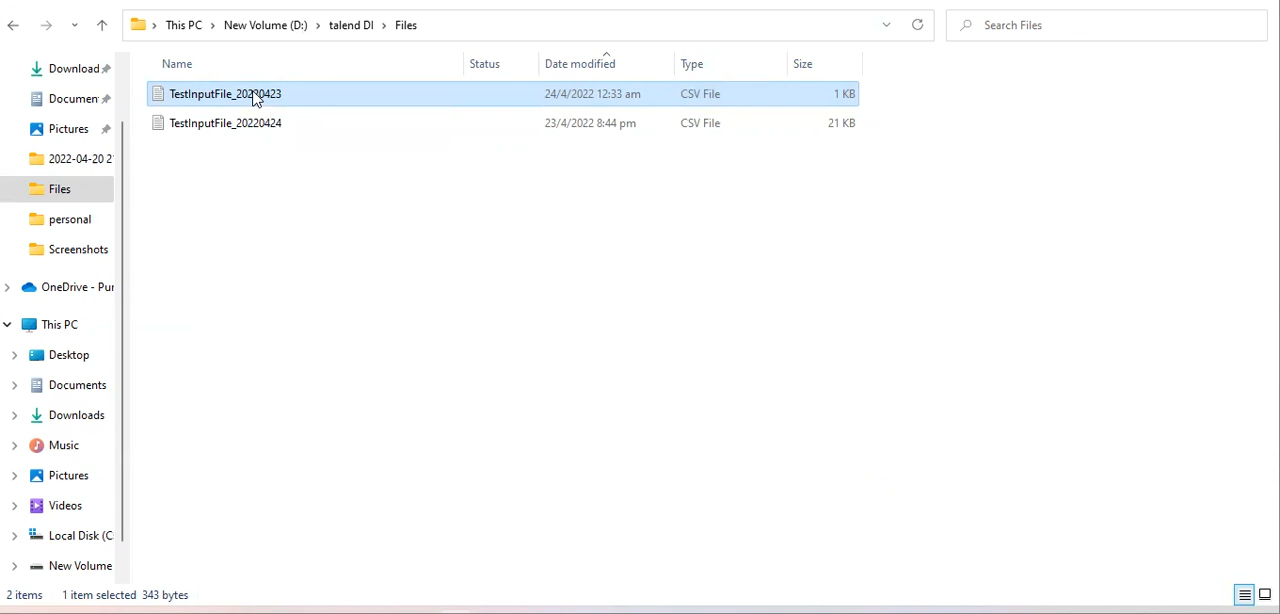 This PC > New Volume (D:) > talend DI > Files
Search Files
Name Status Date modified Type Size
TestInputFile_20220423 24/4/2022 12:33 am CSV File 1 KB
TestInputFile_20220424 23/4/2022 8:44 pm CSV File 21 KB
Download
Documen
Pictures
2022-04-20 2
Files
personal
Screenshots
OneDrive - Pur
This PC
Desktop
Documents
Downloads
Music
Pictures
Videos
Local Disk (C
New Volume
2 items 1 item selected 343 bytes